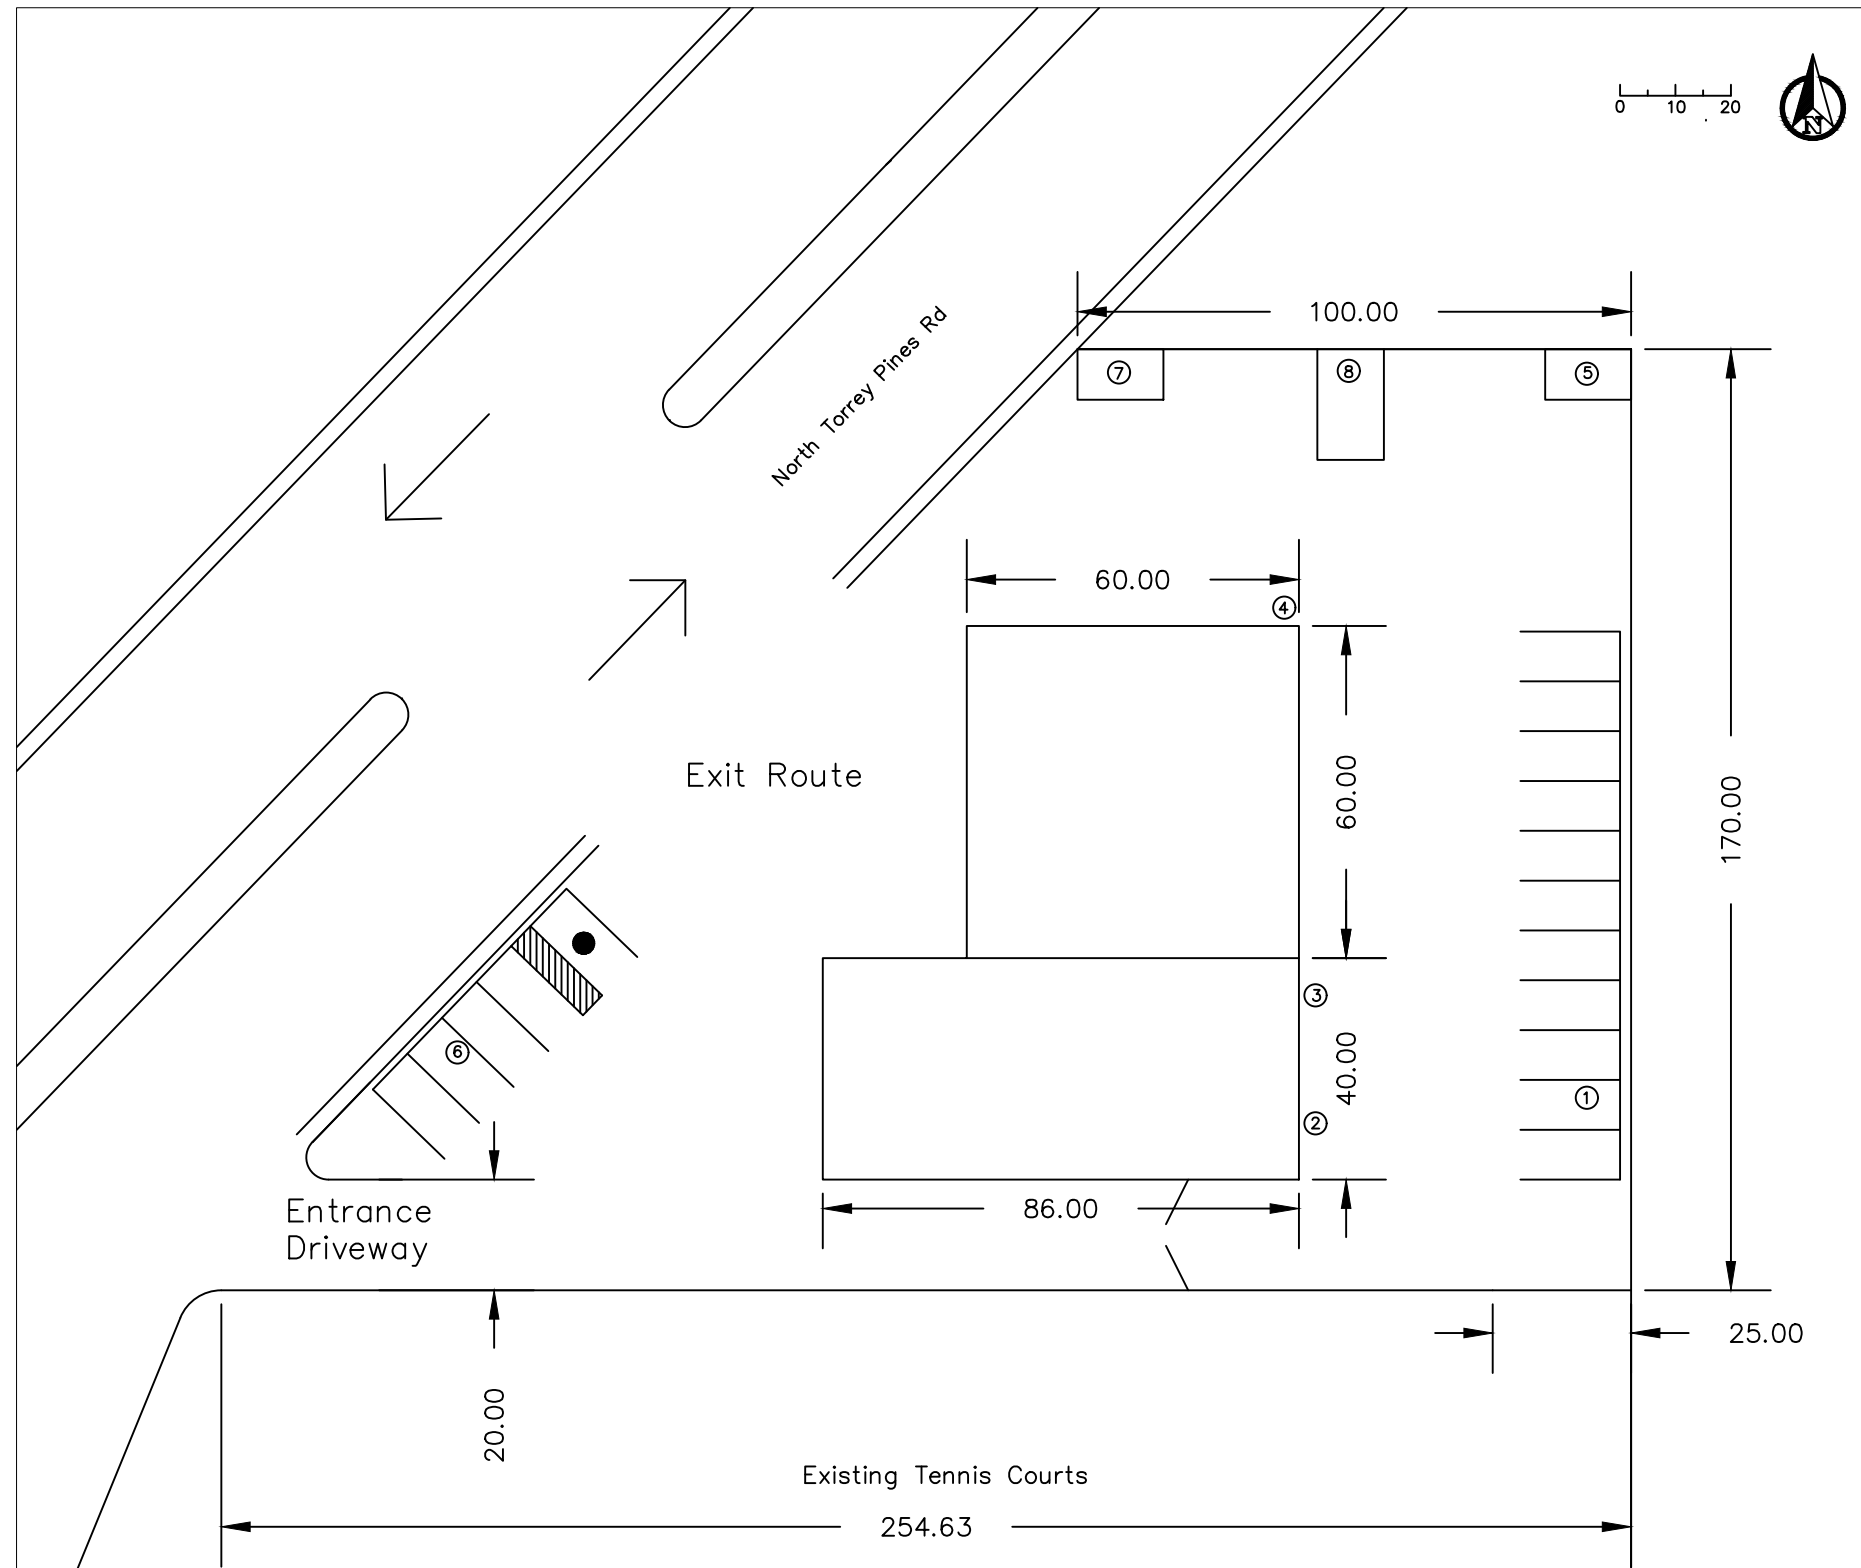 0 10 20
N
100.00
North Torrey Pines Rd
7
8
5
60.00
4
60.00
170.00
Exit Route
3
6
40.00
1
2
Entrance
Driveway
86.00
25.00
20.00
Existing Tennis Courts
254.63